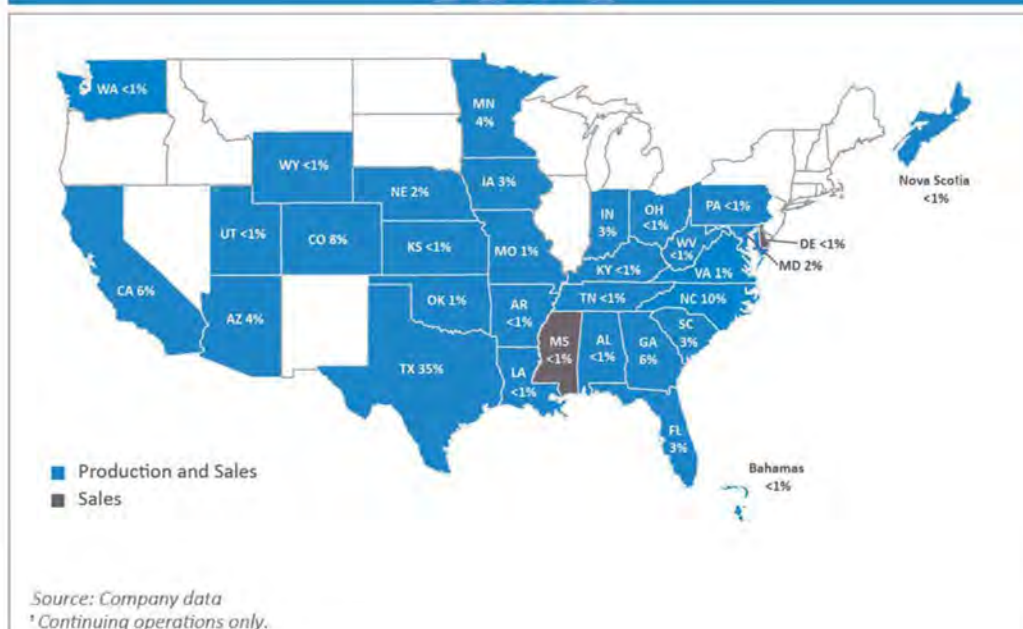 WA <1%
MN
4%
WY <1%
IA 3%
NE 2%
Nova Scotia
<1%
IN
3%
OH
<1%
PA <1%
UT <1%
CO 8%
KS <1%
MO 1%
WV
<1%
DE <1%
MD 2%
KY <1%
VA 1%
CA 6%
AZ 4%
OK 1%
AR
<1%
TN <1%
NC 10%
SC
3%
MS
<1%
AL
<1%
GA
6%
TX 35%
LA
<1%
FL
3%
Production and Sales
Sales
Bahamas
<1%
Source: Company data
¹ Continuing operations only.